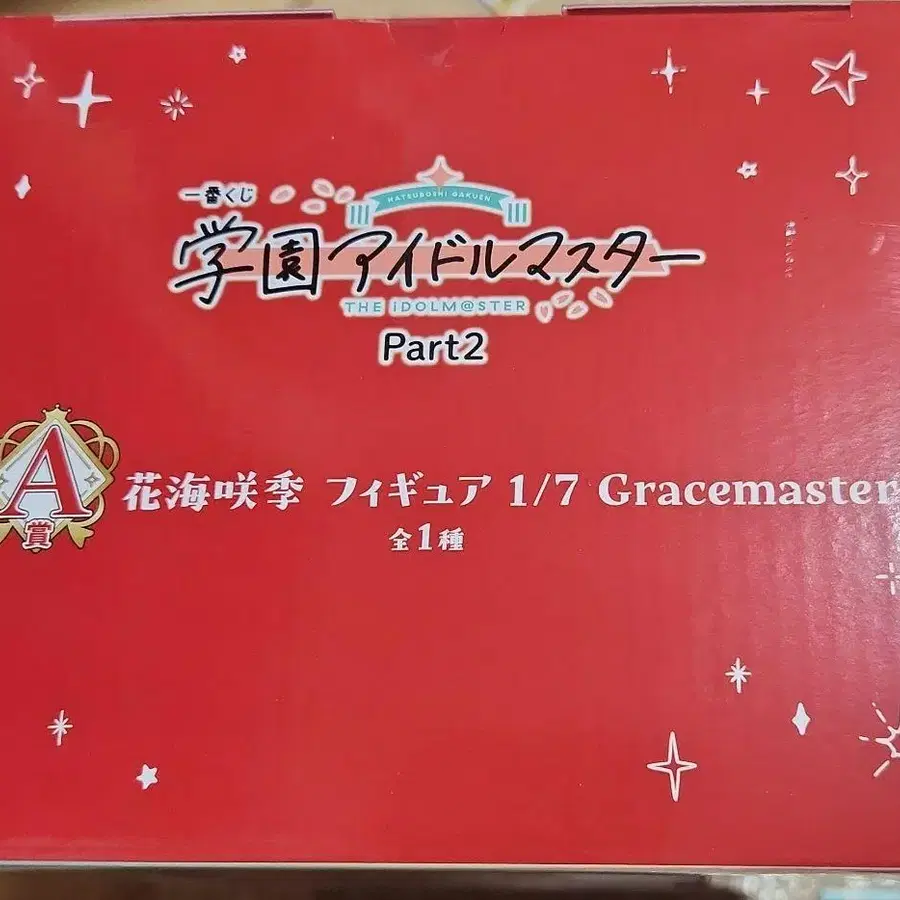 一番くじ
HATSUBOSHI GAKUEN
学園アイドルマスター
THE iDOLM@STER
Part2
A賞
花海咲季 フィギュア 1/7 Gracemaster
全1種